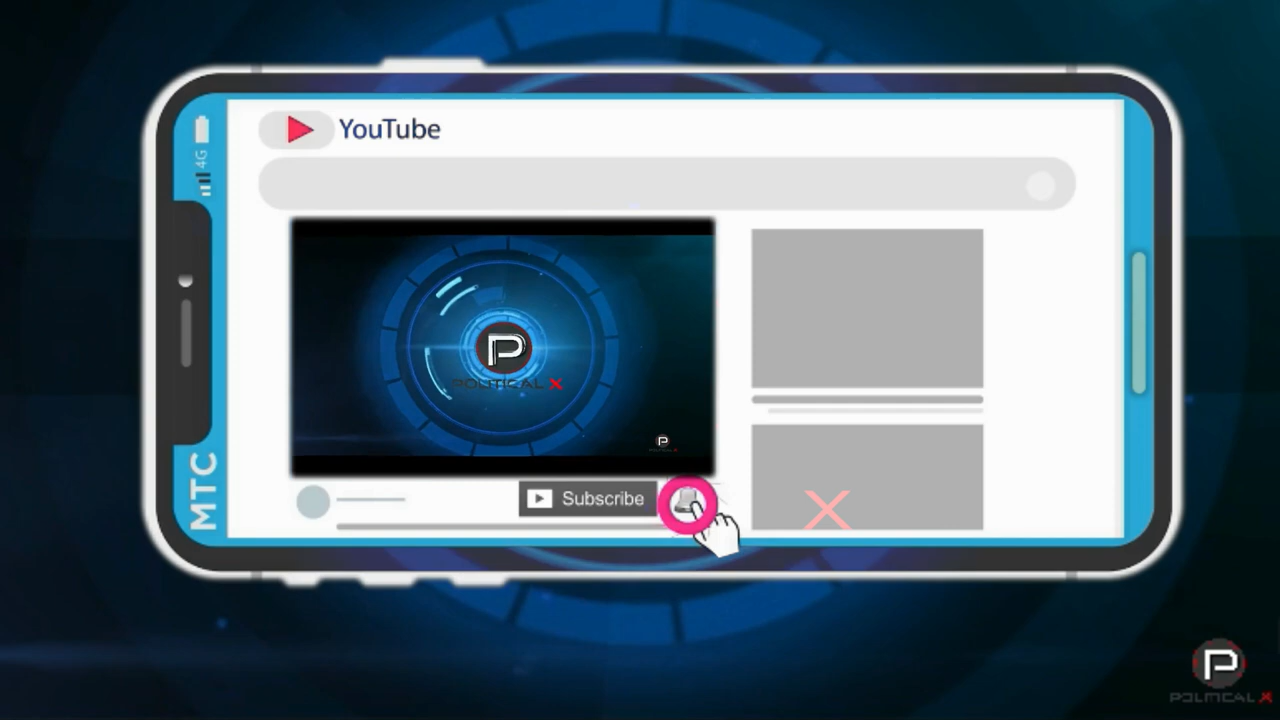 4G
YouTube
P
POLITICAL X
P
Subscribe
MTC
P
POLITICAL X